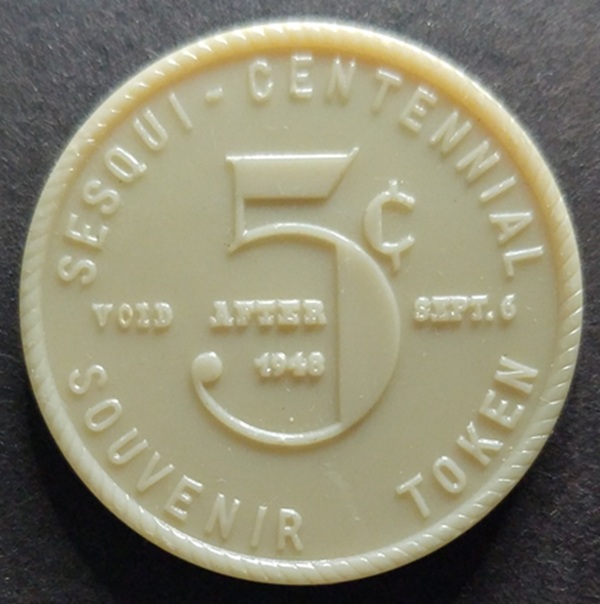 SESQUI-CENTENNIAL
5¢
VOID AFTER SEPT. 6
1948
SOUVENIR TOKEN